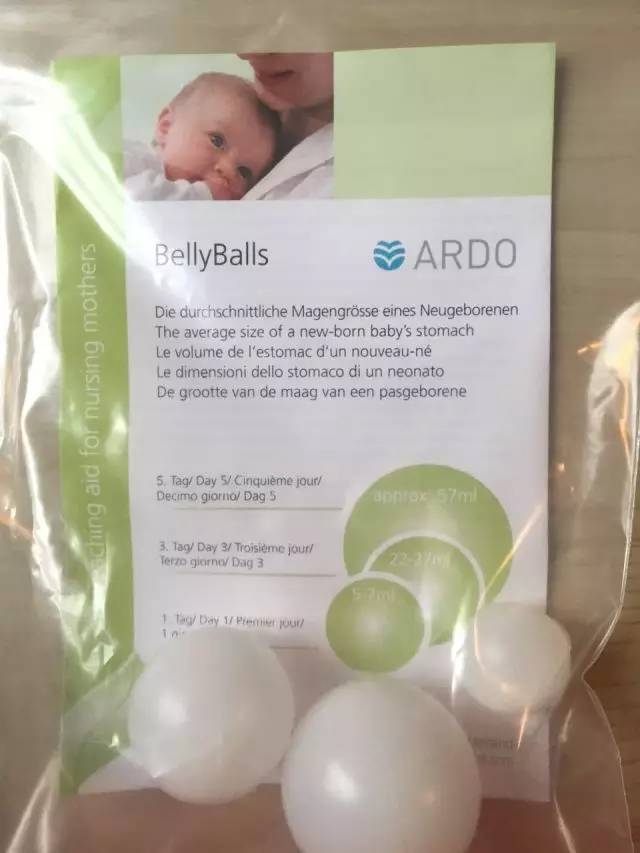 BellyBalls
ARDO
Die durchschnittliche Magengrösse eines Neugeborenen
The average size of a new-born baby's stomach
Le volume de l'estomac d'un nouveau-né
Le dimensioni dello stomaco di un neonato
De grootte van de maag van een pasgeborene
5. Tag/ Day 5/ Cinquième jour/
Decimo giorno/ Dag 5
approx. 57ml
3. Tag/ Day 3/ Troisième jour/
Terzo giorno/ Dag 3
22-27ml
1. Tag/ Day 1/ Premier jour/
5-7ml
aching aid for nursing mothers